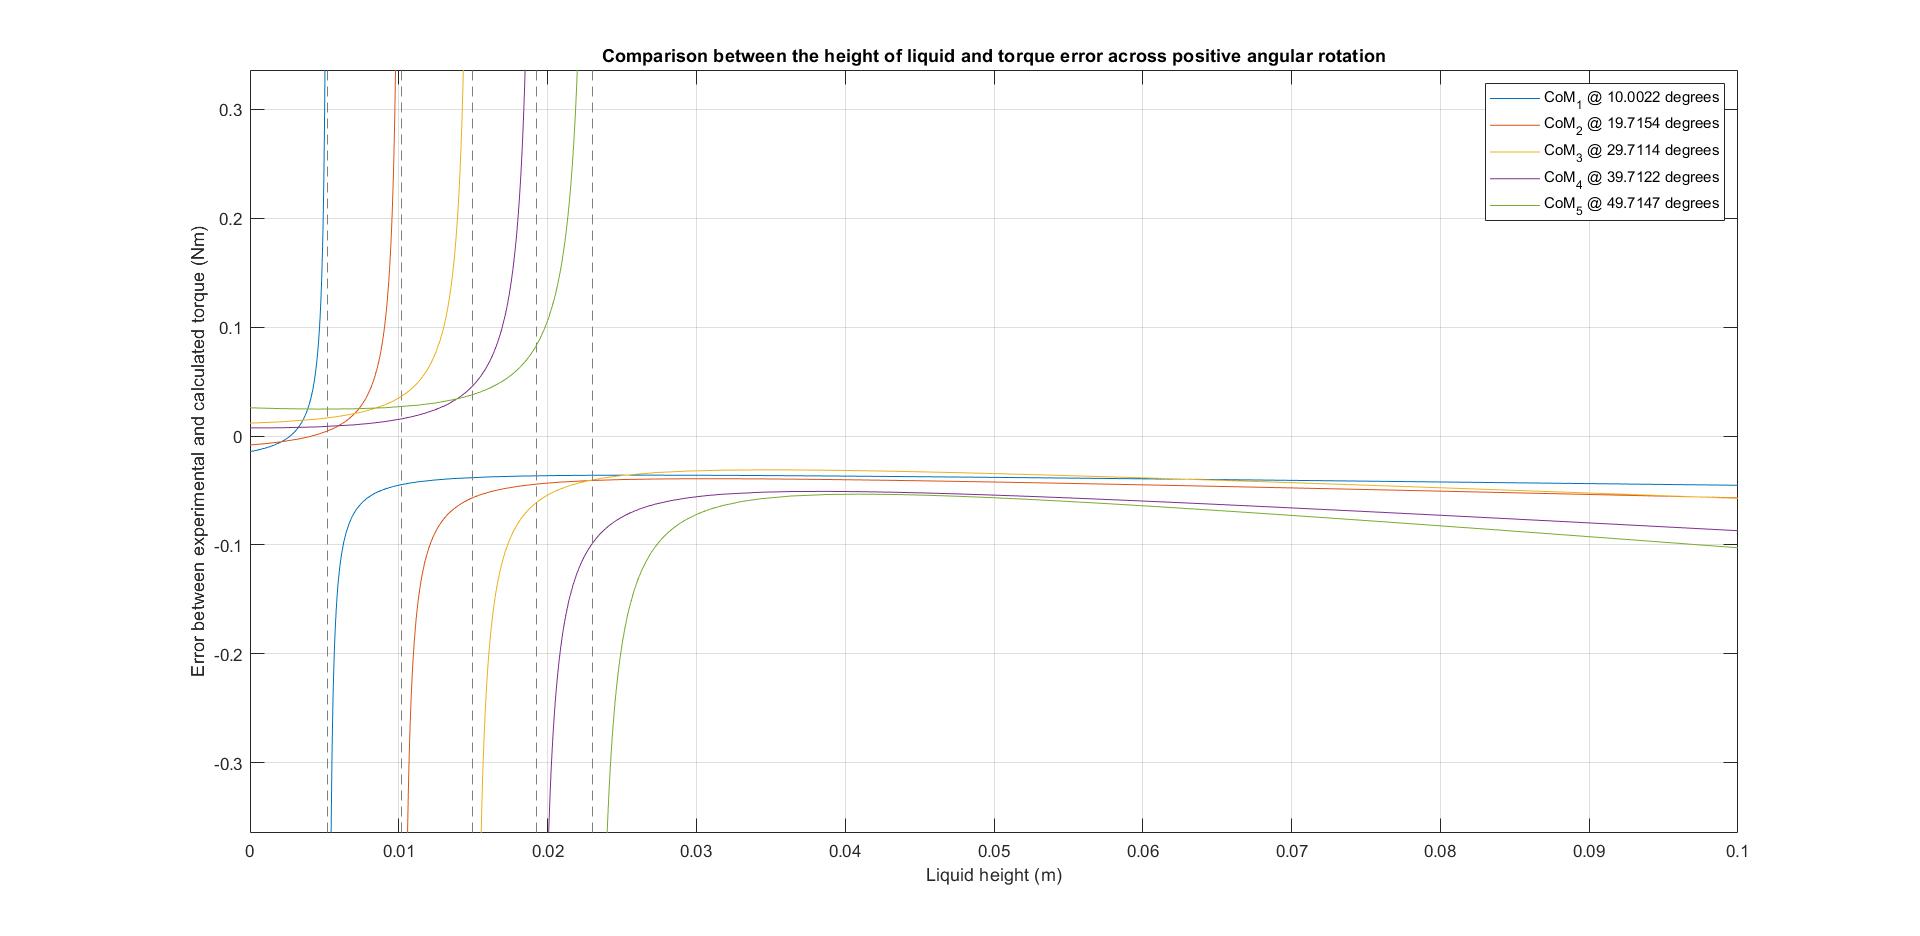 Comparison between the height of liquid and torque error across positive angular rotation
CoM1 @ 10.0022 degrees
CoM2 @ 19.7154 degrees
CoM3 @ 29.7114 degrees
CoM4 @ 39.7122 degrees
CoM5 @ 49.7147 degrees
Error between experimental and calculated torque (Nm)
0.3
0.2
0.1
0
-0.1
-0.2
-0.3
0 0.01 0.02 0.03 0.04 0.05 0.06 0.07 0.08 0.09 0.1
Liquid height (m)